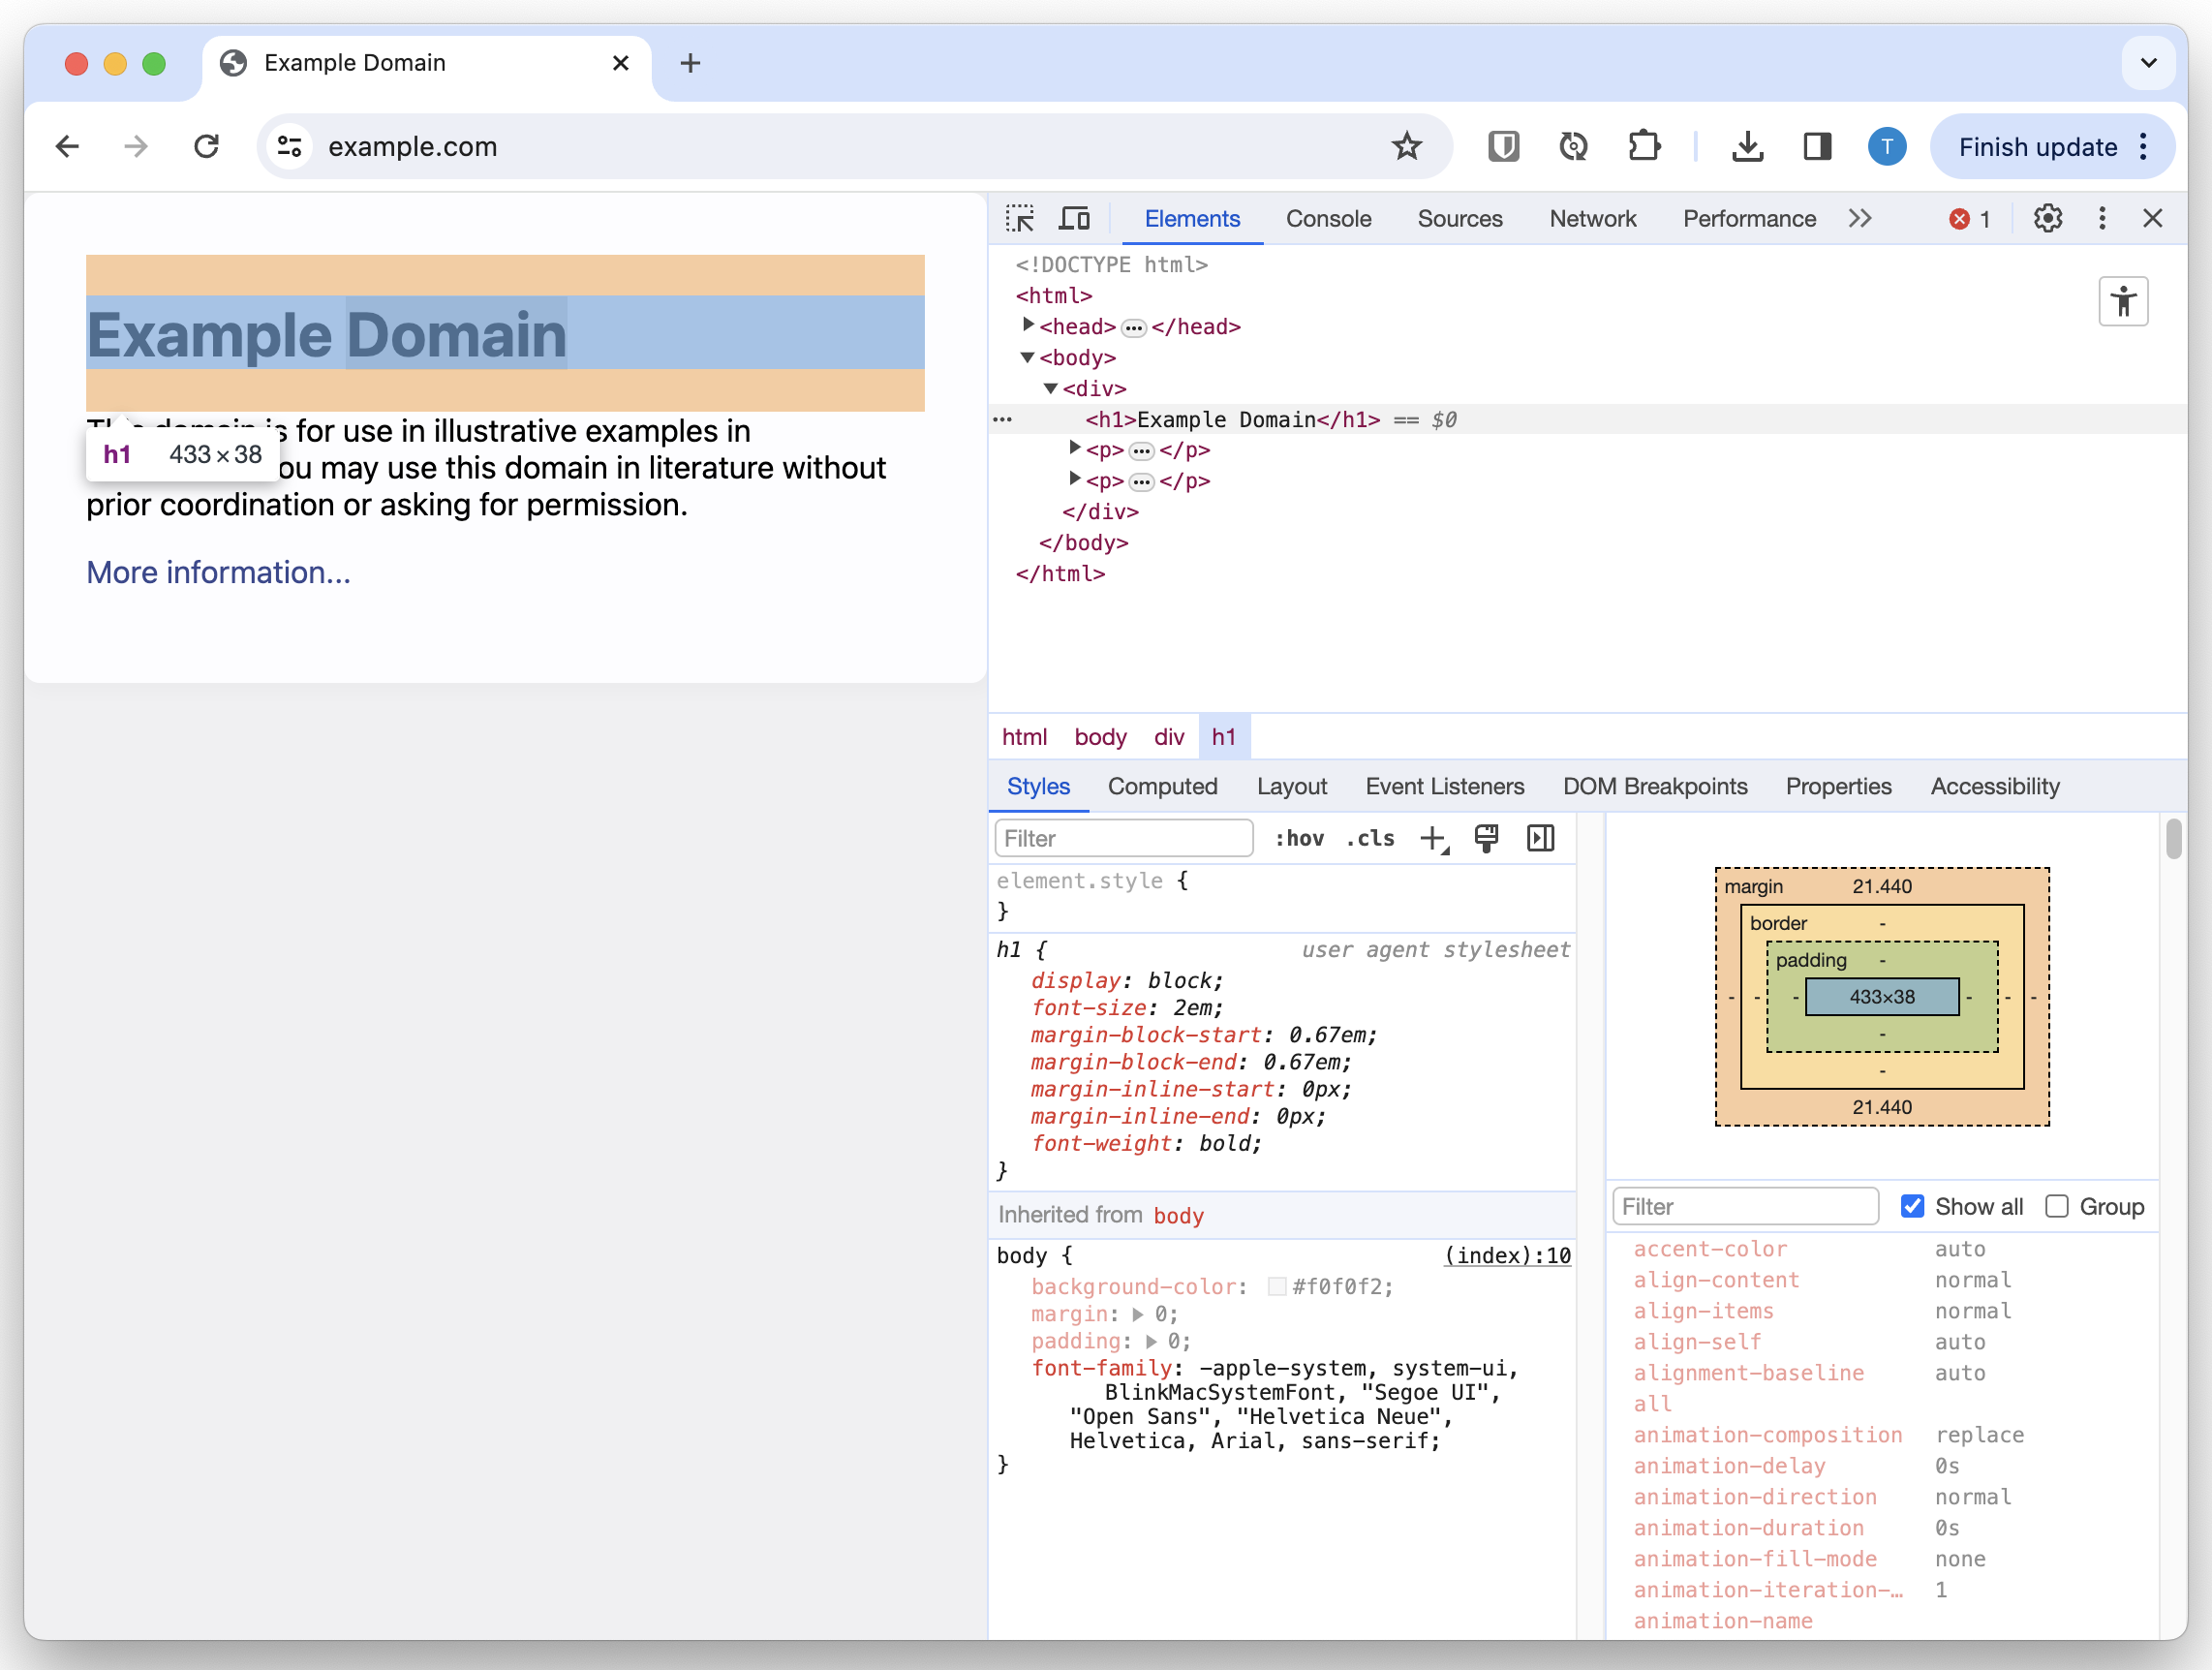 Example Domain
example.com
T
Finish update
Example Domain
This domain is for use in illustrative examples in
ou may use this domain in literature without
prior coordination or asking for permission.
h1 433 × 38
More information...
Elements Console Sources Network Performance 1
<!DOCTYPE html>
<html>
<head> … </head>
<body>
<div>
<h1>Example Domain</h1> == $0
<p> … </p>
<p> … </p>
</div>
</body>
</html>
html body div h1
Styles Computed Layout Event Listeners DOM Breakpoints Properties Accessibility
Filter :hov .cls
element.style {
}
h1 { user agent stylesheet
display: block;
font-size: 2em;
margin-block-start: 0.67em;
margin-block-end: 0.67em;
margin-inline-start: 0px;
margin-inline-end: 0px;
font-weight: bold;
}
Inherited from body
body { (index):10
background-color: #f0f0f2;
margin: 0;
padding: 0;
font-family: -apple-system, system-ui,
BlinkMacSystemFont, "Segoe UI",
"Open Sans", "Helvetica Neue",
Helvetica, Arial, sans-serif;
}
margin 21.440
border -
padding -
- - - 433×38 - - -
-
-
21.440
Filter Show all Group
accent-color auto
align-content normal
align-items normal
align-self auto
alignment-baseline auto
all
animation-composition replace
animation-delay 0s
animation-direction normal
animation-duration 0s
animation-fill-mode none
animation-iteration-… 1
animation-name